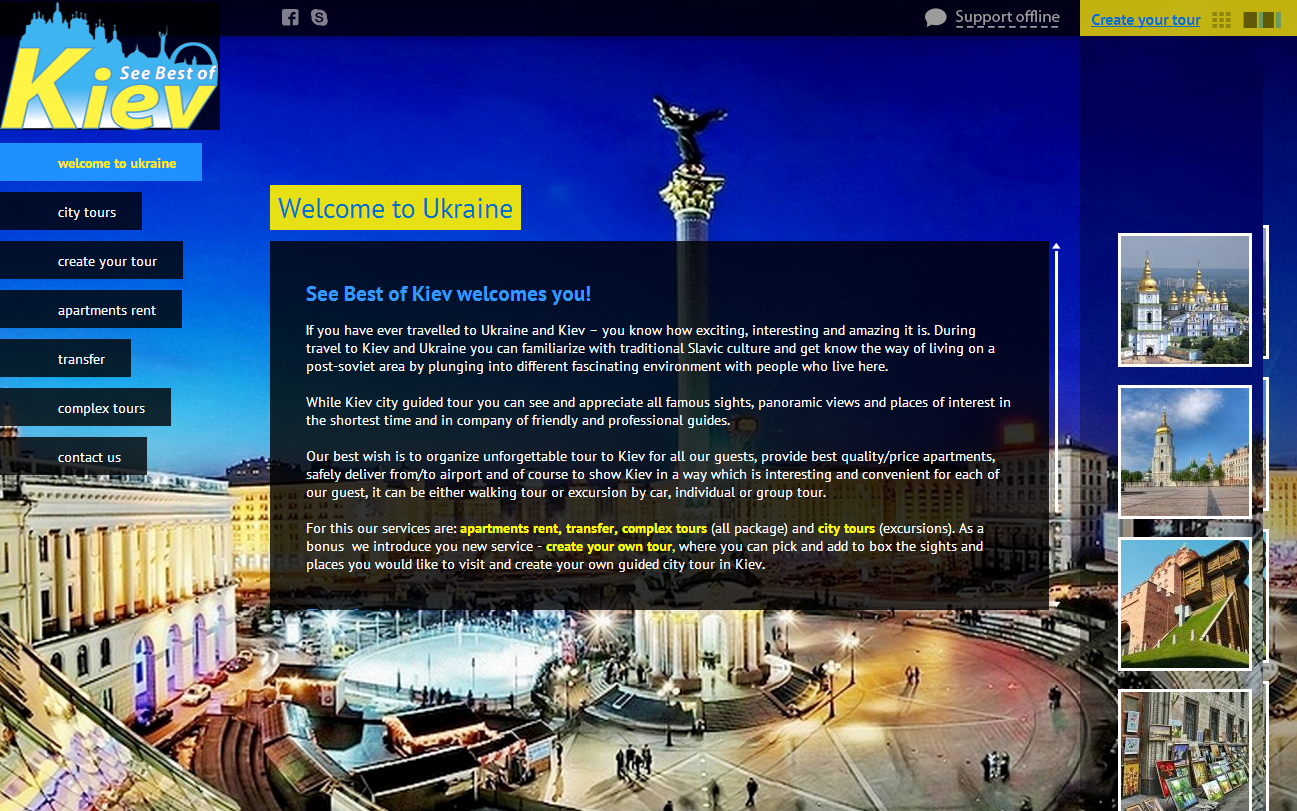 See Best of
Kiev
Support offline
Create your tour
welcome to ukraine
city tours
create your tour
apartments rent
transfer
complex tours
contact us
Welcome to Ukraine
See Best of Kiev welcomes you!
If you have ever travelled to Ukraine and Kiev – you know how exciting, interesting and amazing it is. During
travel to Kiev and Ukraine you can familiarize with traditional Slavic culture and get know the way of living on a
post-soviet area by plunging into different fascinating environment with people who live here.
While Kiev city guided tour you can see and appreciate all famous sights, panoramic views and places of interest in
the shortest time and in company of friendly and professional guides.
Our best wish is to organize unforgettable tour to Kiev for all our guests, provide best quality/price apartments,
safely deliver from/to airport and of course to show Kiev in a way which is interesting and convenient for each of
our guest, it can be either walking tour or excursion by car, individual or group tour.
For this our services are: apartments rent, transfer, complex tours (all package) and city tours (excursions). As a
bonus  we introduce you new service - create your own tour, where you can pick and add to box the sights and
places you would like to visit and create your own guided city tour in Kiev.